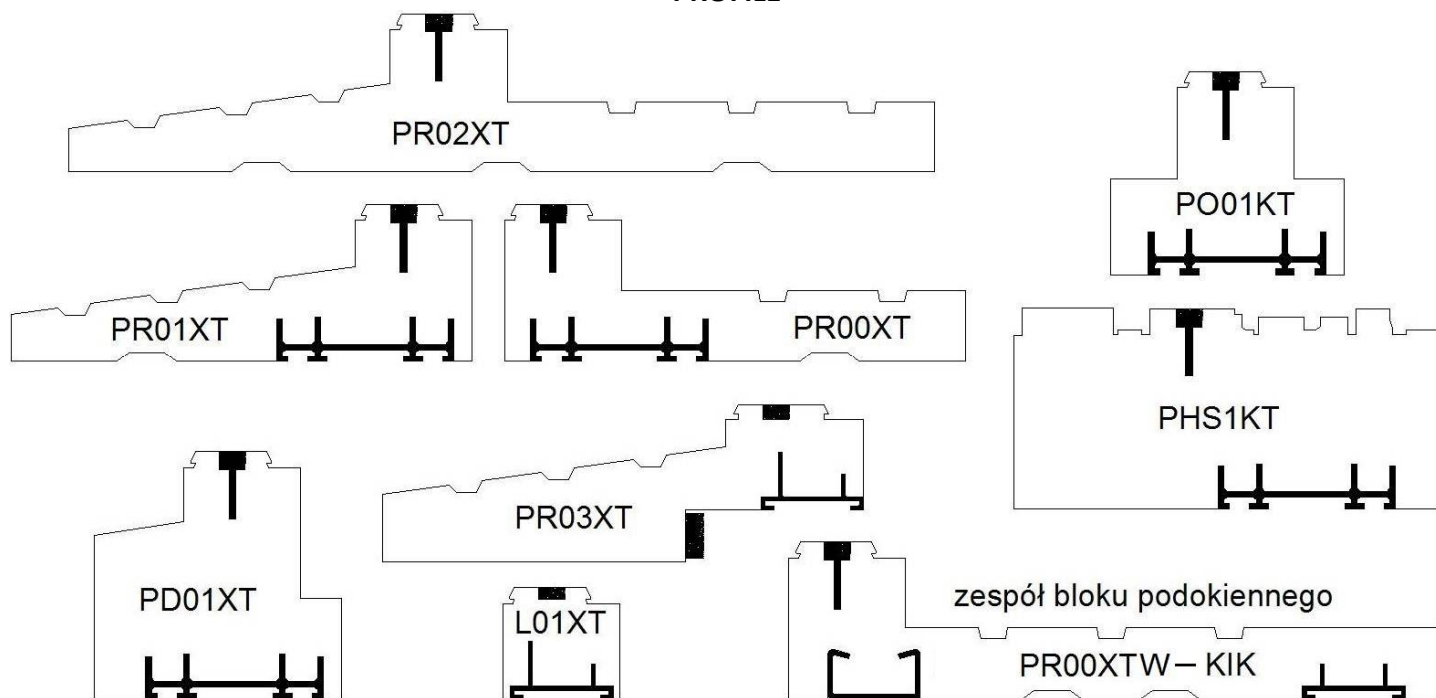 PR02XT
PO01KT
PR01XT
PR00XT
PHS1KT
PR03XT
PD01XT
L01XT
zespół bloku podokiennego
PR00XTW – KIK